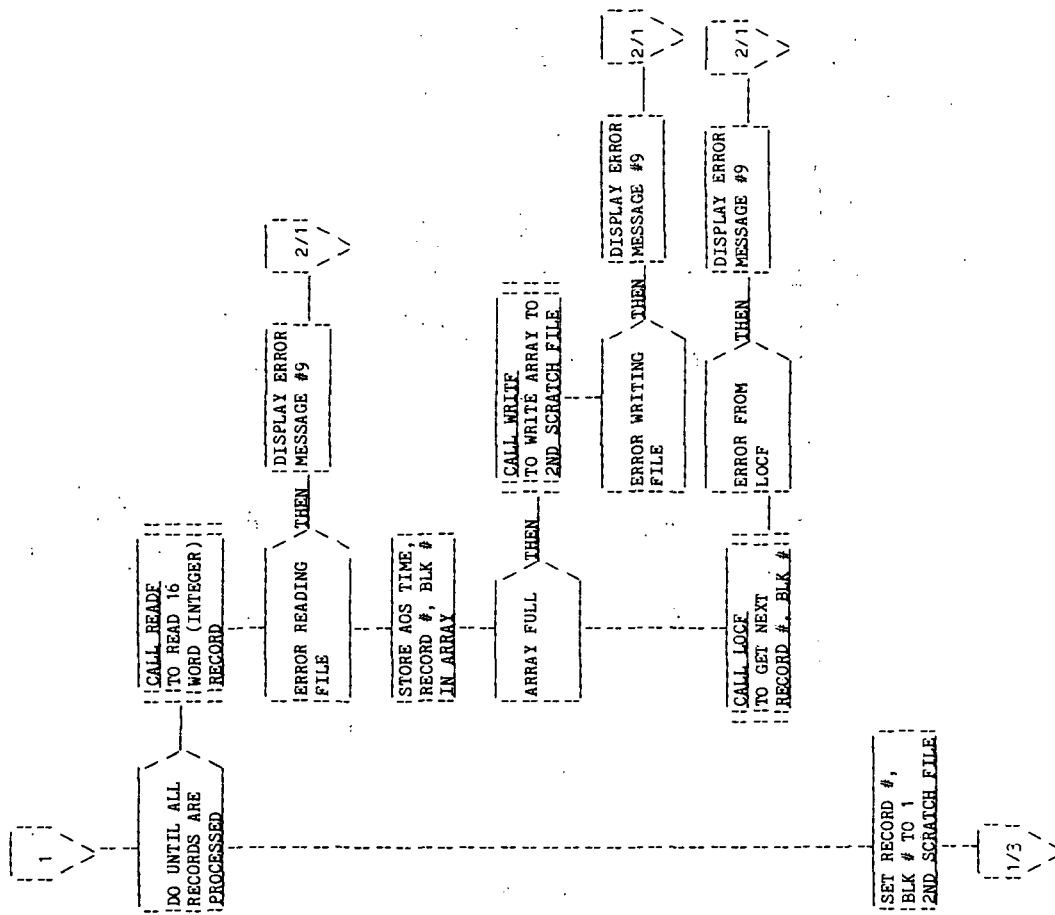 1
DO UNTIL ALL
RECORDS ARE
PROCESSED
CALL READF
TO READ 16
WORD (INTEGER)
RECORD
ERROR READING
FILE
THEN
DISPLAY ERROR
MESSAGE #9
2/1
STORE AOS TIME,
RECORD #, BLK #
IN ARRAY
ARRAY FULL
THEN
CALL WRITF
TO WRITE ARRAY TO
2ND SCRATCH FILE
ERROR WRITING
FILE
THEN
DISPLAY ERROR
MESSAGE #9
2/1
CALL LOCF
TO GET NEXT
RECORD #, BLK #
ERROR FROM
LOCF
THEN
DISPLAY ERROR
MESSAGE #9
2/1
SET RECORD #,
BLK # TO 1
2ND SCRATCH FILE
1/3